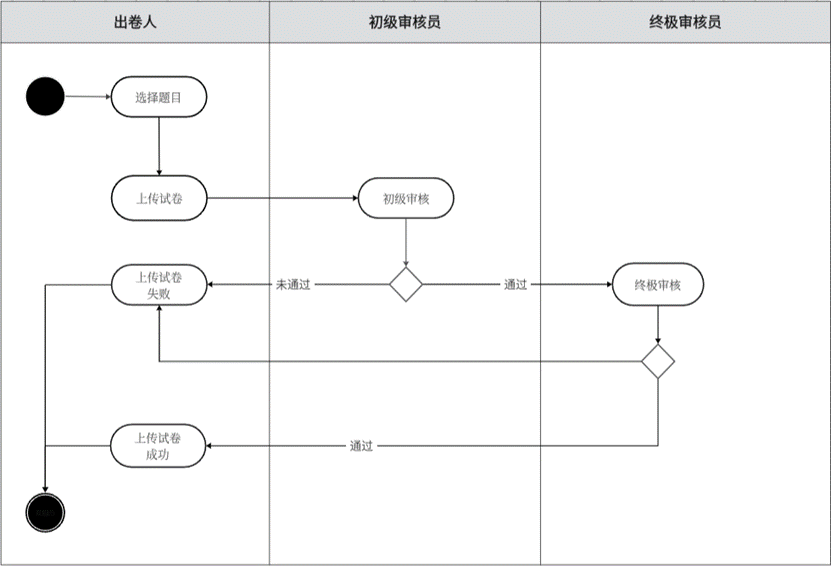 出卷人
初级审核员
终极审核员
选择题目
上传试卷
初级审核
上传试卷
失败
未通过
通过
终极审核
上传试卷
成功
通过